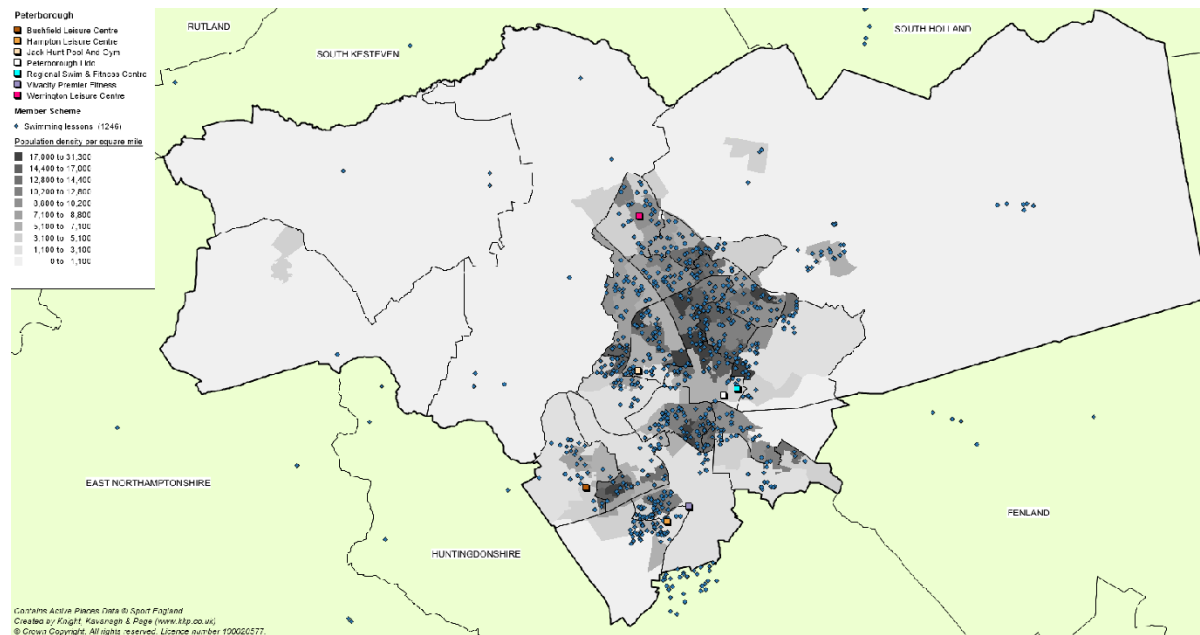 Peterborough
Bushfield Leisure Centre
Hampton Leisure Centre
Jack Hunt Pool And Gym
Peterborough Lido
Regional Swim & Fitness Centre
Vivacity Premier Fitness
Werrington Leisure Centre
Member Scheme
Swimming lessons (1246)
Population density per square mile
17,000 to 31,300
14,400 to 17,000
12,800 to 14,400
10,200 to 12,800
8,800 to 10,200
7,100 to 8,800
5,100 to 7,100
3,100 to 5,100
1,100 to 3,100
0 to 1,100
RUTLAND
SOUTH KESTEVEN
SOUTH HOLLAND
EAST NORTHAMPTONSHIRE
HUNTINGDONSHIRE
FENLAND
Contains Active Places Data © Sport England
Created by Knight, Kavanagh & Page (www.kkp.co.uk)
© Crown Copyright. All rights reserved. Licence number 100020577.